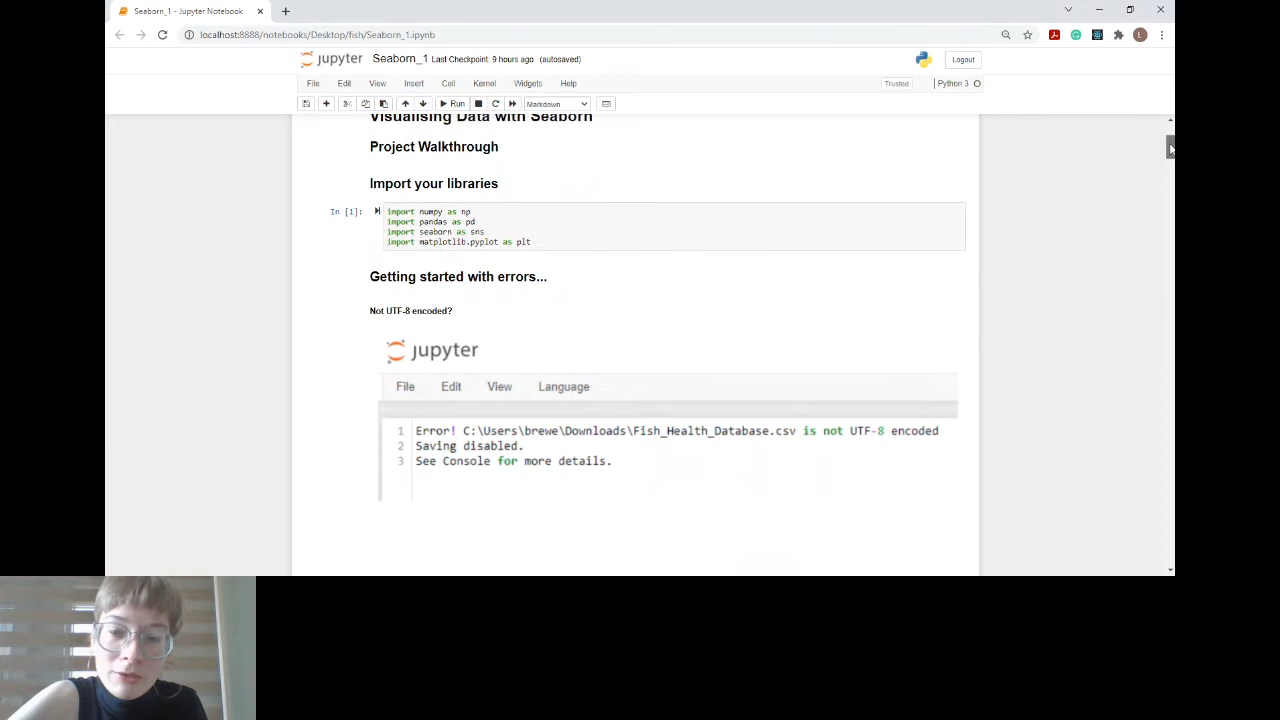 Seaborn_1 - Jupyter Notebook
localhost:8888/notebooks/Desktop/fish/Seaborn_1.ipynb
L
jupyter Seaborn_1 Last Checkpoint: 9 hours ago (autosaved)
Logout
File Edit View Insert Cell Kernel Widgets Help
Trusted
Python 3
Run
Markdown
Visualising Data with Seaborn
Project Walkthrough
Import your libraries
In [1]:
import numpy as np
import pandas as pd
import seaborn as sns
import matplotlib.pyplot as plt
Getting started with errors...
Not UTF-8 encoded?
jupyter
File Edit View Language
1 Error! C:\Users\brewe\Downloads\Fish_Health_Database.csv is not UTF-8 encoded
2 Saving disabled.
3 See Console for more details.